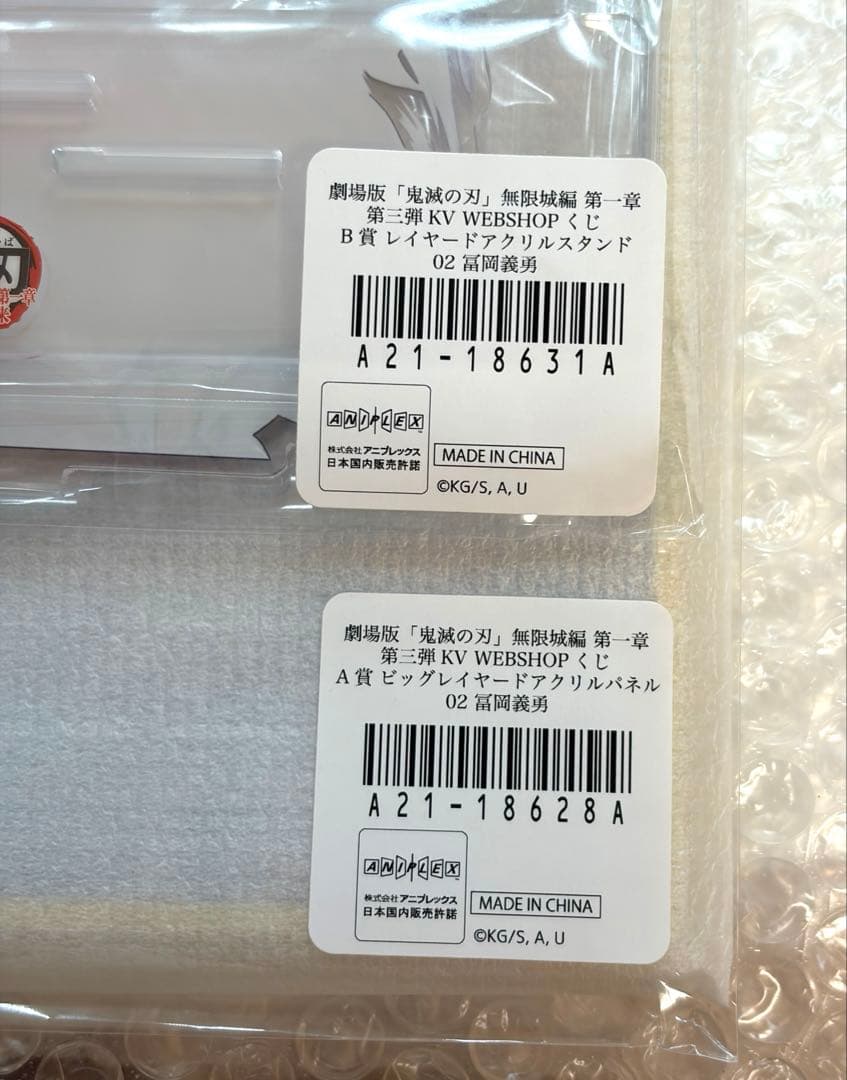 ば
刃
第一章
来
劇場版「鬼滅の刃」無限城編 第一章
第三弾 KV WEBSHOP くじ
B 賞 レイヤードアクリルスタンド
02 冨岡義勇
A21-18631A
ANIPLEX
株式会社アニプレックス
日本国内販売許諾
MADE IN CHINA
©KG/S, A, U
劇場版「鬼滅の刃」無限城編 第一章
第三弾 KV WEBSHOP くじ
A 賞 ビッグレイヤードアクリルパネル
02 冨岡義勇
A21-18628A
ANIPLEX
株式会社アニプレックス
日本国内販売許諾
MADE IN CHINA
©KG/S, A, U